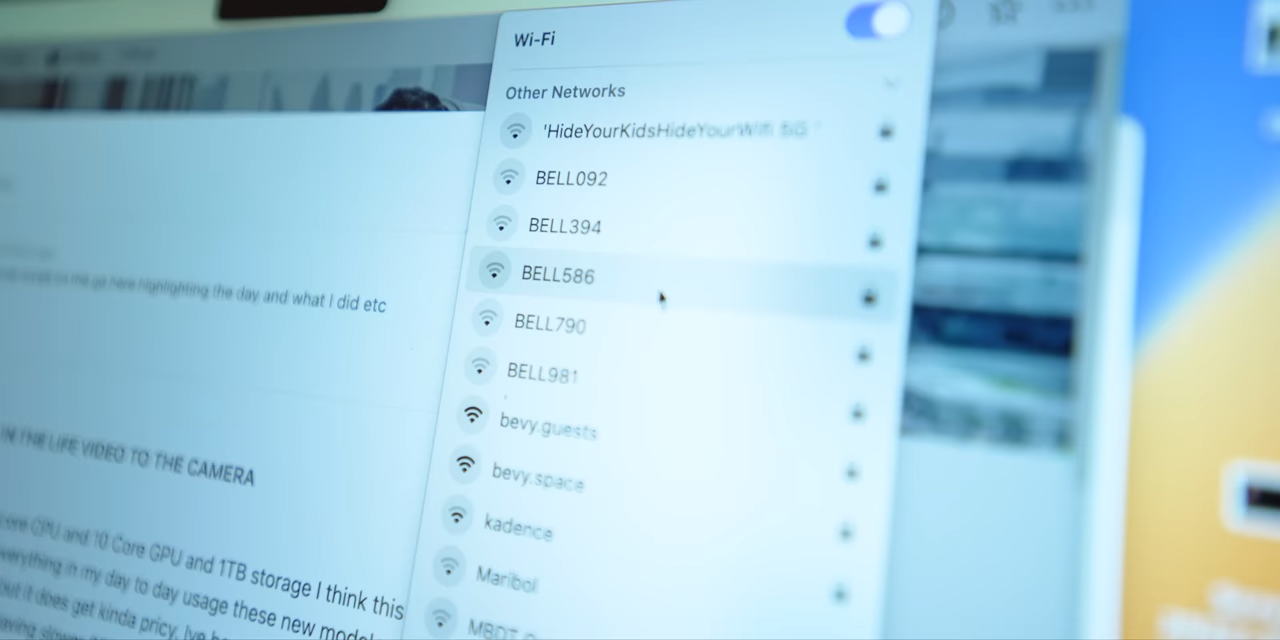 Wi-Fi
Other Networks
'HideYourKidsHideYourWifi 5G '
BELL092
BELL394
BELL586
BELL790
BELL981
bevy.guests
bevy.space
kadence
Maribol
MBDT
here highlighting the day and what I did etc
IN THE LIFE VIDEO TO THE CAMERA
core CPU and 10 Core GPU and 1TB storage I think this
everything in my day to day usage these new models
but it does get kinda pricy. Ive